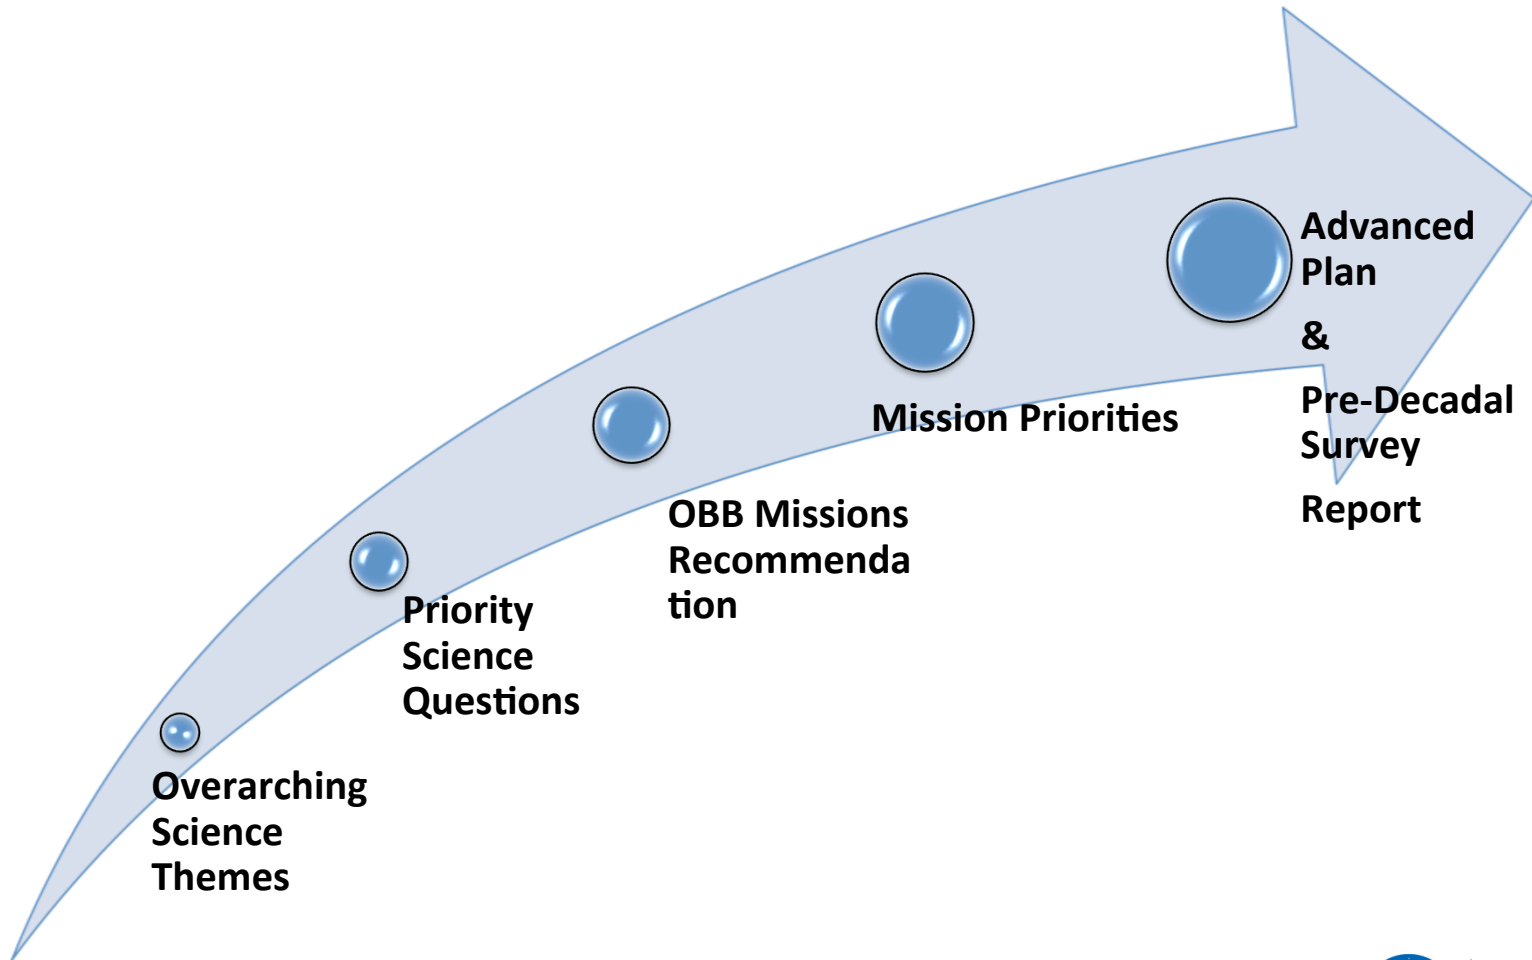 Overarching
Science
Themes
Priority
Science
Questions
OBB Missions
Recommenda
tion
Mission Priorities
Advanced
Plan
&
Pre-Decadal
Survey
Report